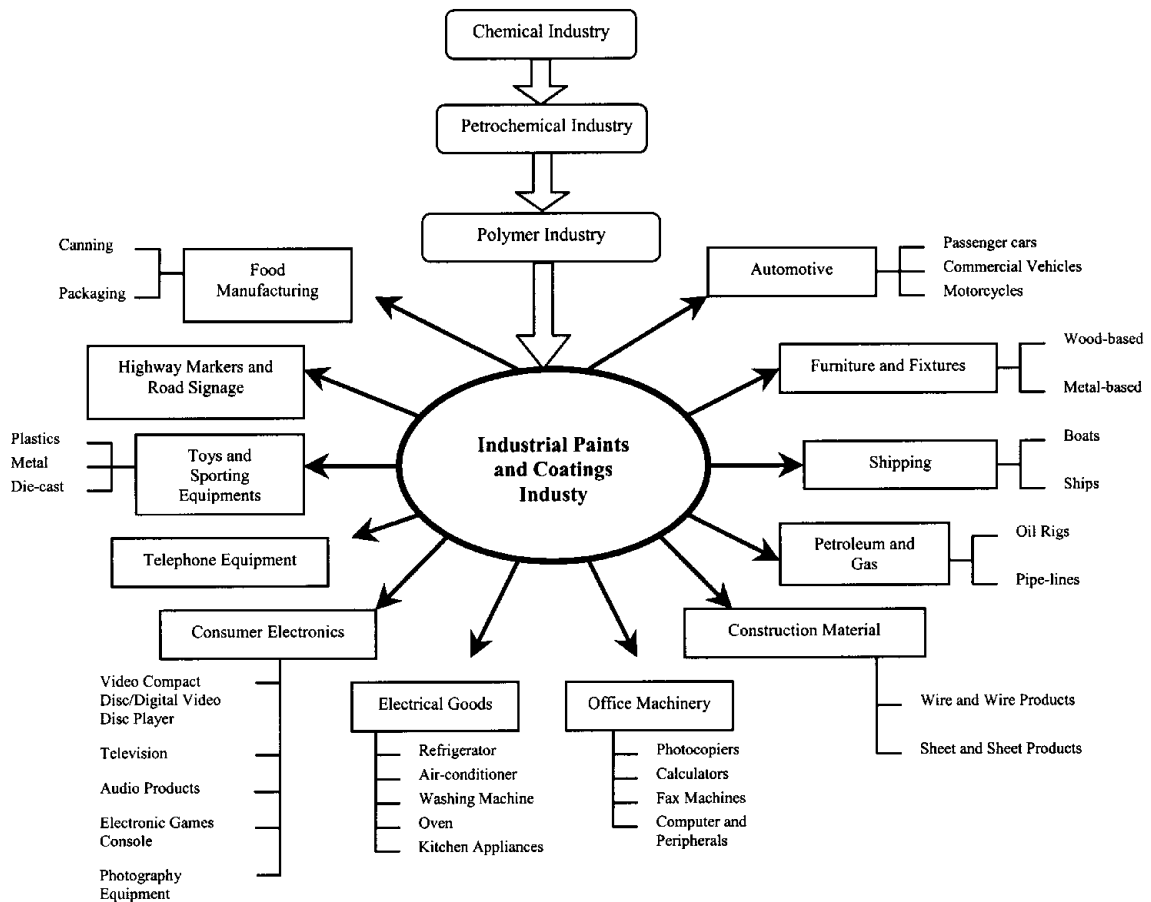 Chemical Industry
Petrochemical Industry
Polymer Industry
Canning
Packaging
Food
Manufacturing
Automotive
Passenger cars
Commercial Vehicles
Motorcycles
Highway Markers and
Road Signage
Furniture and Fixtures
Wood-based
Metal-based
Plastics
Metal
Die-cast
Toys and
Sporting
Equipments
Industrial Paints
and Coatings
Industy
Shipping
Boats
Ships
Telephone Equipment
Petroleum and
Gas
Oil Rigs
Pipe-lines
Consumer Electronics
Video Compact
Disc/Digital Video
Disc Player
Television
Audio Products
Electronic Games
Console
Photography
Equipment
Electrical Goods
Refrigerator
Air-conditioner
Washing Machine
Oven
Kitchen Appliances
Office Machinery
Photocopiers
Calculators
Fax Machines
Computer and
Peripherals
Construction Material
Wire and Wire Products
Sheet and Sheet Products